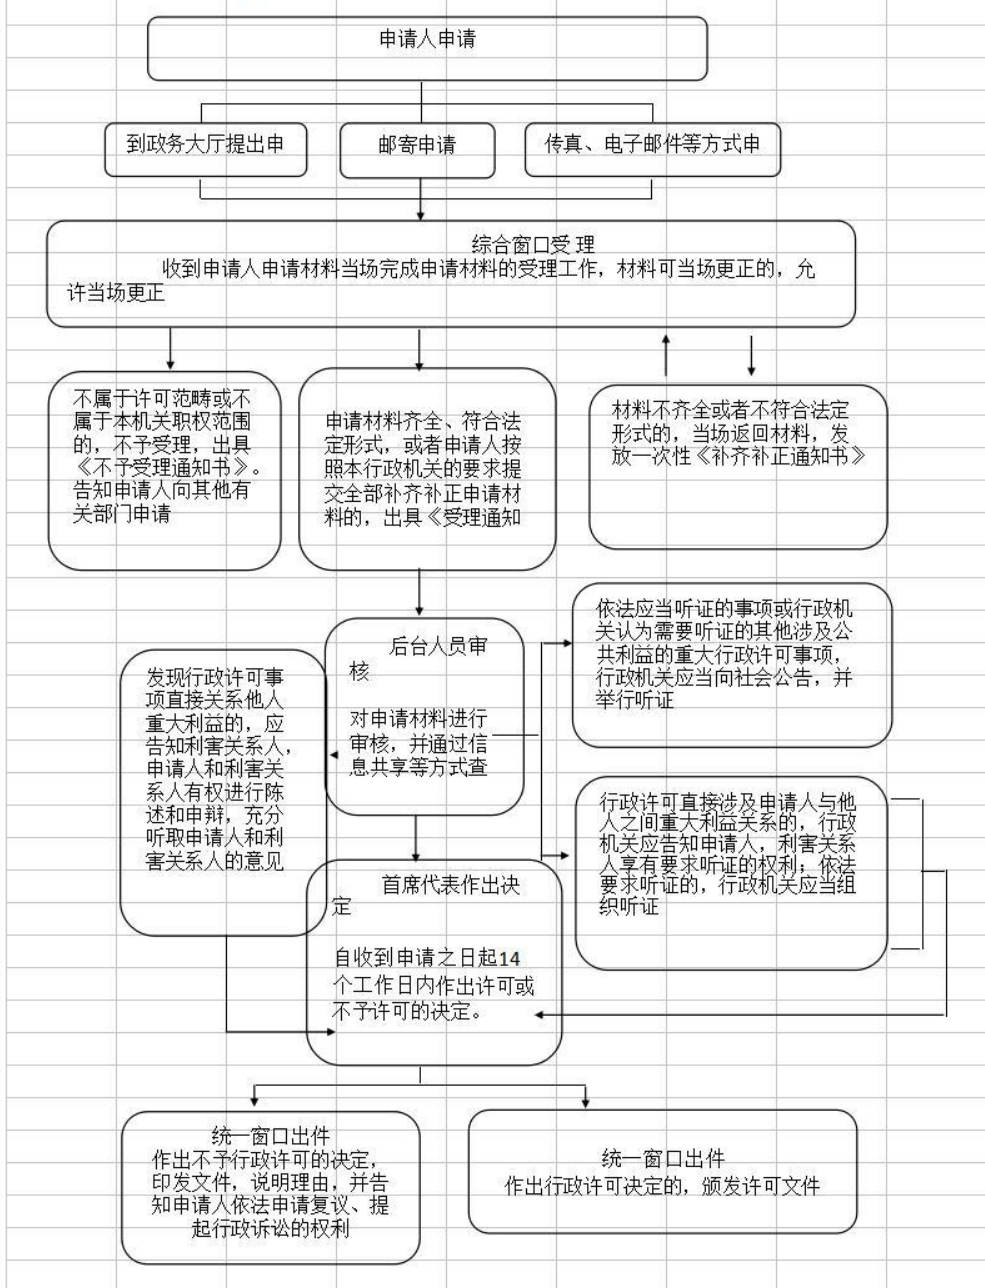 申请人申请
到政务大厅提出申
邮寄申请
传真、电子邮件等方式申
综合窗口受 理
收到申请人申请材料当场完成申请材料的受理工作，材料可当场更正的，允
许当场更正
不属于许可范畴或不
属于本机关职权范围
的，不予受理，出具
《不予受理通知书》。
告知申请人向其他有
关部门申请
申请材料齐全、符合法
定形式，或者申请人按
照本行政机关的要求提
交全部补齐补正申请材
料的，出具《受理通知
材料不齐全或者不符合法定
形式的，当场返回材料，发
放一次性《补齐补正通知书》
依法应当听证的事项或行政机
关认为需要听证的其他涉及公
共利益的重大行政许可事项，
行政机关应当向社会公告，并
举行听证
后台人员审
核
对申请材料进行
审核，并通过信
息共享等方式查
发现行政许可事
项直接关系他人
重大利益的，应
告知利害关系人，
申请人和利害关
系人有权进行陈
述和申辩，充分
听取申请人和利
害关系人的意见
行政许可直接涉及申请人与他
人之间重大利益关系的，行政
机关应告知申请人，利害关系
人享有要求听证的权利；依法
要求听证的，行政机关应当组
织听证
首席代表作出决
定
自收到申请之日起14
个工作日内作出许可或
不予许可的决定。
统一窗口出件
作出不予行政许可的决定，
印发文件，说明理由，并告
知申请人依法申请复议、提
起行政诉讼的权利
统一窗口出件
作出行政许可决定的，颁发许可文件